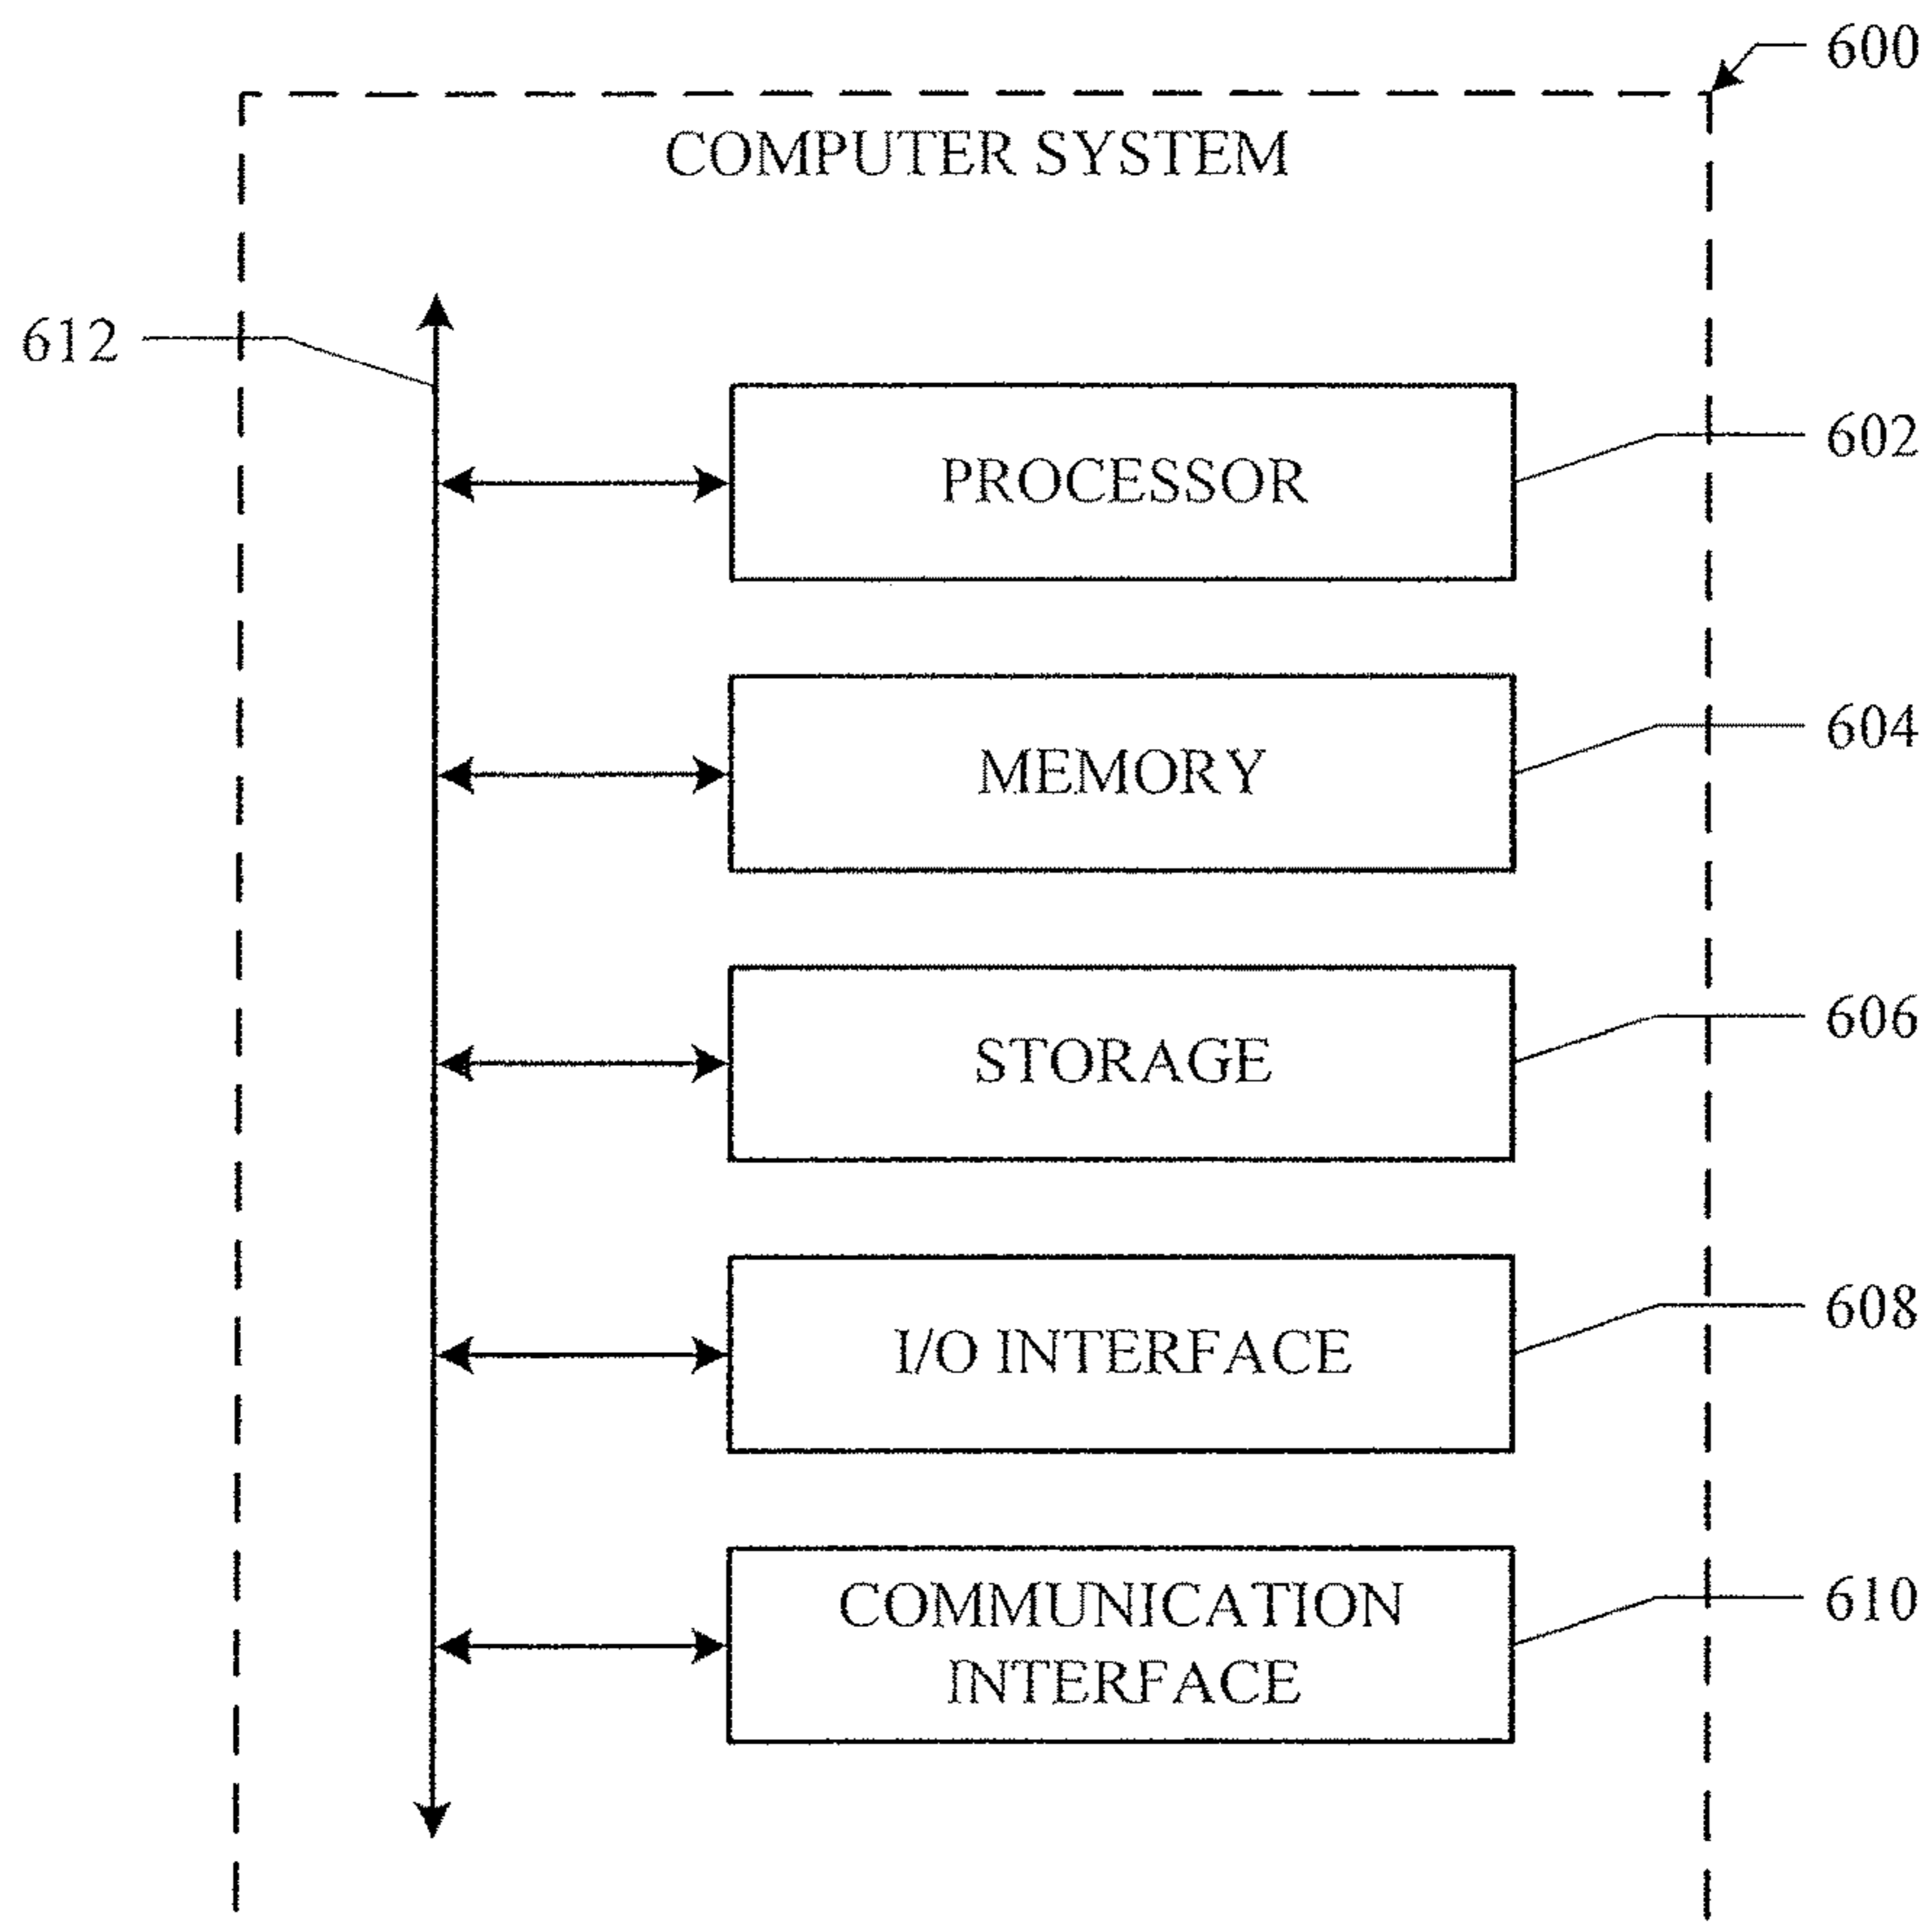 600
COMPUTER SYSTEM
612
PROCESSOR
602
MEMORY
604
STORAGE
606
I/O INTERFACE
608
COMMUNICATION
INTERFACE
610